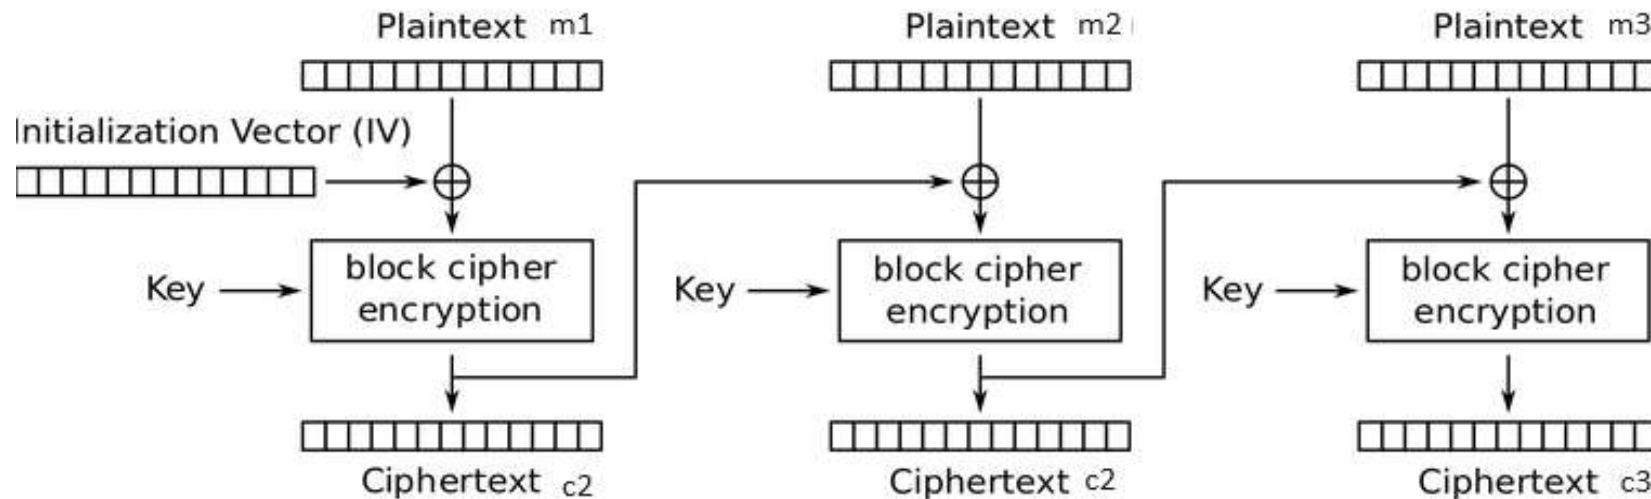 Plaintext m1
Plaintext m2
Plaintext m3
Initialization Vector (IV)
Key
block cipher
encryption
Key
block cipher
encryption
Key
block cipher
encryption
Ciphertext c2
Ciphertext c2
Ciphertext c3